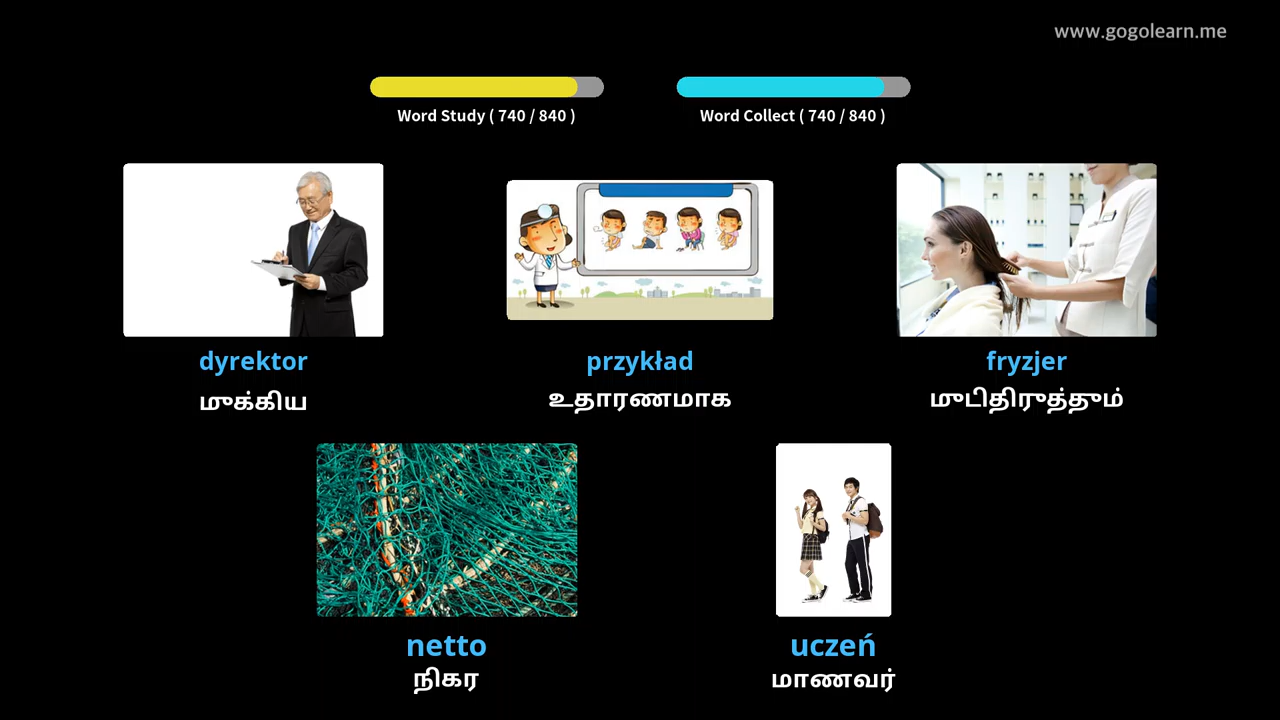 www.gogolearn.me
Word Study ( 740 / 840 )
Word Collect ( 740 / 840 )
dyrektor
முக்கிய
przykład
உதாரணமாக
fryzjer
முடிதிருத்தும்
netto
நிகர
uczeń
மாணவர்